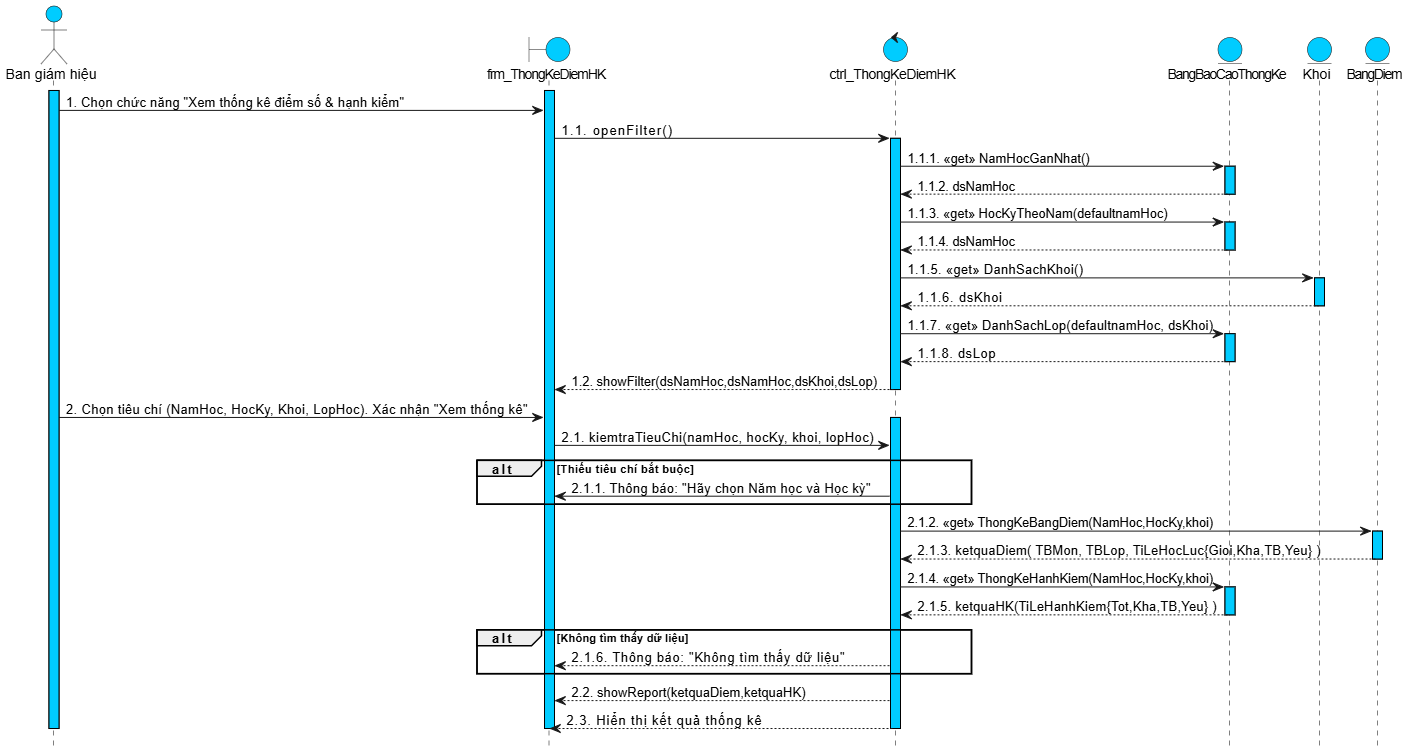 Ban giám hiệu
frm_ThongKeDiemHK
ctrl_ThongKeDiemHK
BangBaoCaoThongKe
Khoi
BangDiem
1. Chọn chức năng "Xem thống kê điểm số & hạnh kiểm"
1.1. openFilter()
1.1.1. «get» NamHocGanNhat()
1.1.2. dsNamHoc
1.1.3. «get» HocKyTheoNam(defaultnamHoc)
1.1.4. dsNamHoc
1.1.5. «get» DanhSachKhoi()
1.1.6. dsKhoi
1.1.7. «get» DanhSachLop(defaultnamHoc, dsKhoi)
1.1.8. dsLop
1.2. showFilter(dsNamHoc,dsNamHoc,dsKhoi,dsLop)
2. Chọn tiêu chí (NamHoc, HocKy, Khoi, LopHoc). Xác nhận "Xem thống kê"
2.1. kiemtraTieuChi(namHoc, hocKy, khoi, lopHoc)
alt
[Thiếu tiêu chí bắt buộc]
2.1.1. Thông báo: "Hãy chọn Năm học và Học kỳ"
2.1.2. «get» ThongKeBangDiem(NamHoc,HocKy,khoi)
2.1.3. ketquaDiem( TBMon, TBLop, TiLeHocLuc{Gioi,Kha,TB,Yeu} )
2.1.4. «get» ThongKeHanhKiem(NamHoc,HocKy,khoi)
2.1.5. ketquaHK(TiLeHanhKiem{Tot,Kha,TB,Yeu} )
alt
[Không tìm thấy dữ liệu]
2.1.6. Thông báo: "Không tìm thấy dữ liệu"
2.2. showReport(ketquaDiem,ketquaHK)
2.3. Hiển thị kết quả thống kê